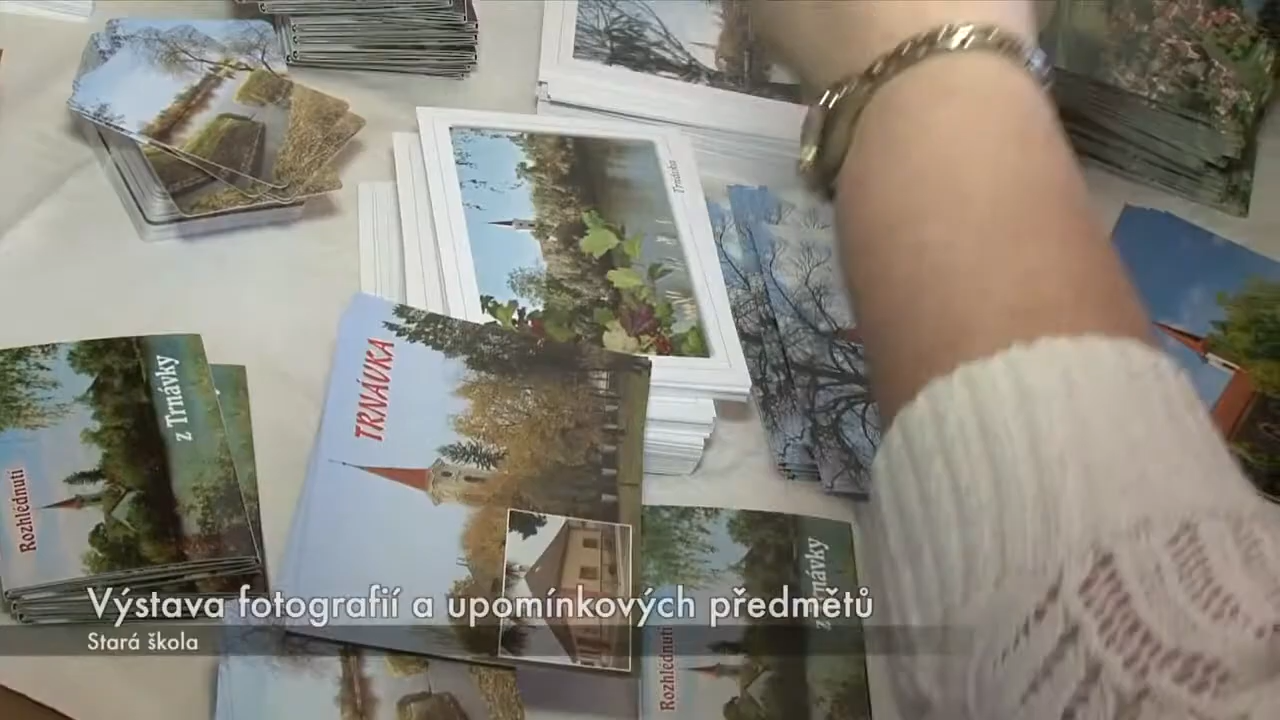 Trnávka
TRNÁVKA
z Trnávky
Rozhlédnutí
z Trnávky
Rozhlédnutí
Výstava fotografií a upomínkových předmětů
Stará škola